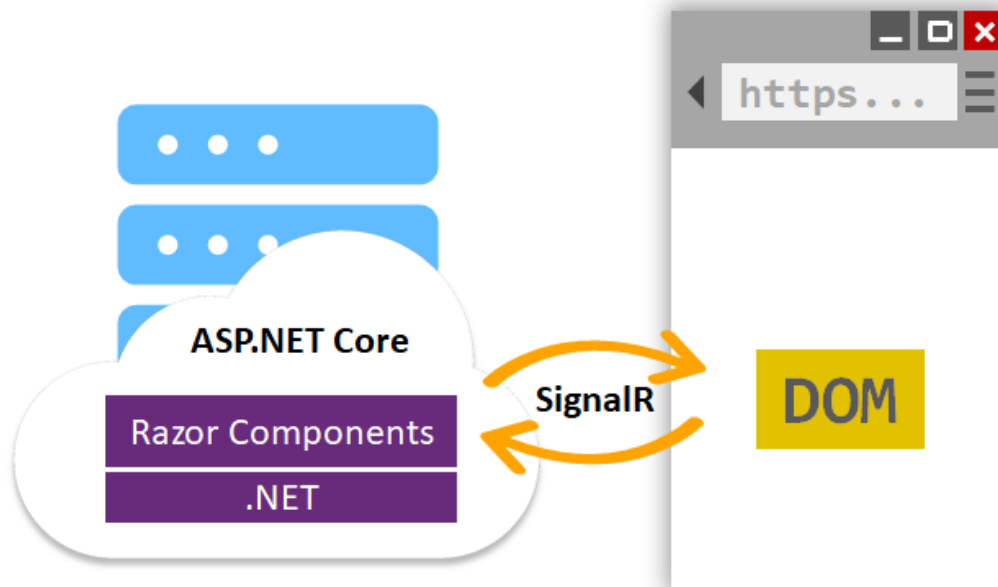 https...
ASP.NET Core
SignalR
DOM
Razor Components
.NET